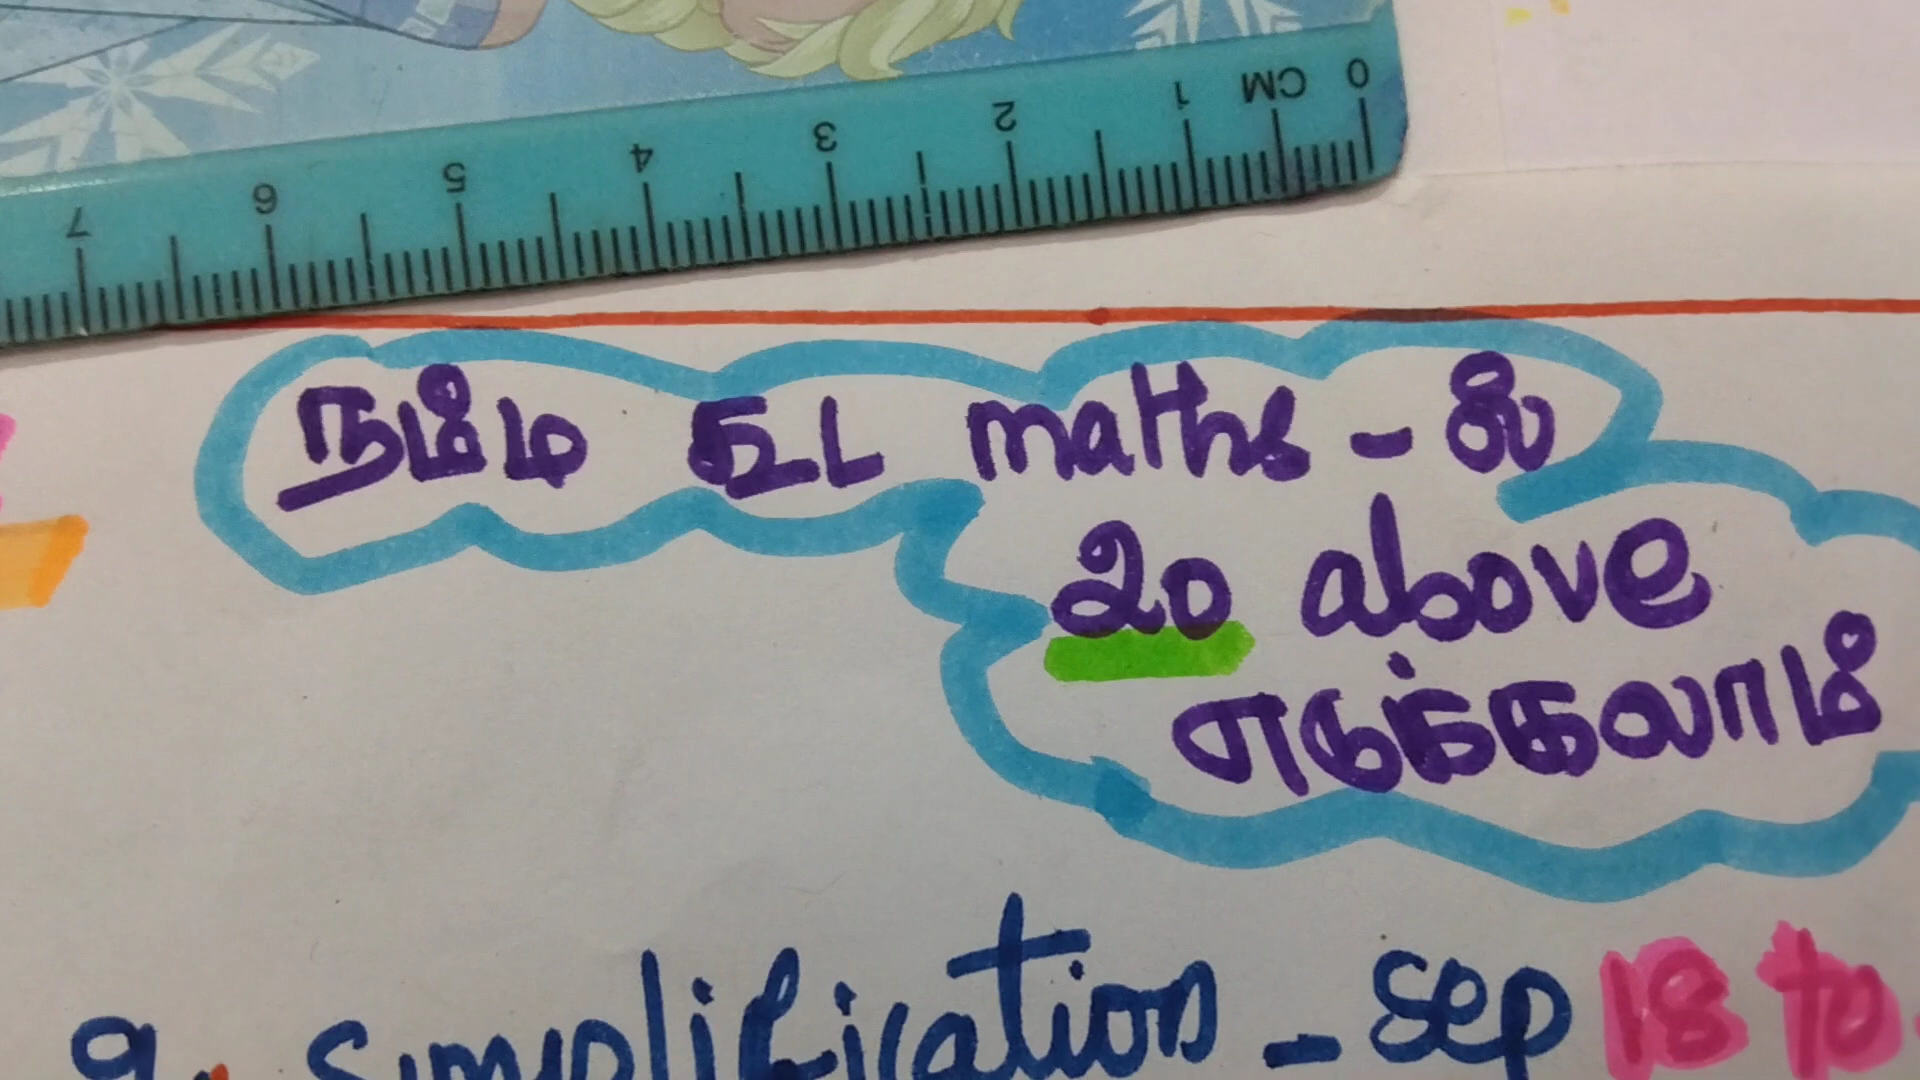 7 6 5 4 3 2 1 CM 0
நம்ம கூட maths - ல்
20 above
எடுக்கலாம்
9. Simplification - Sep 18 to